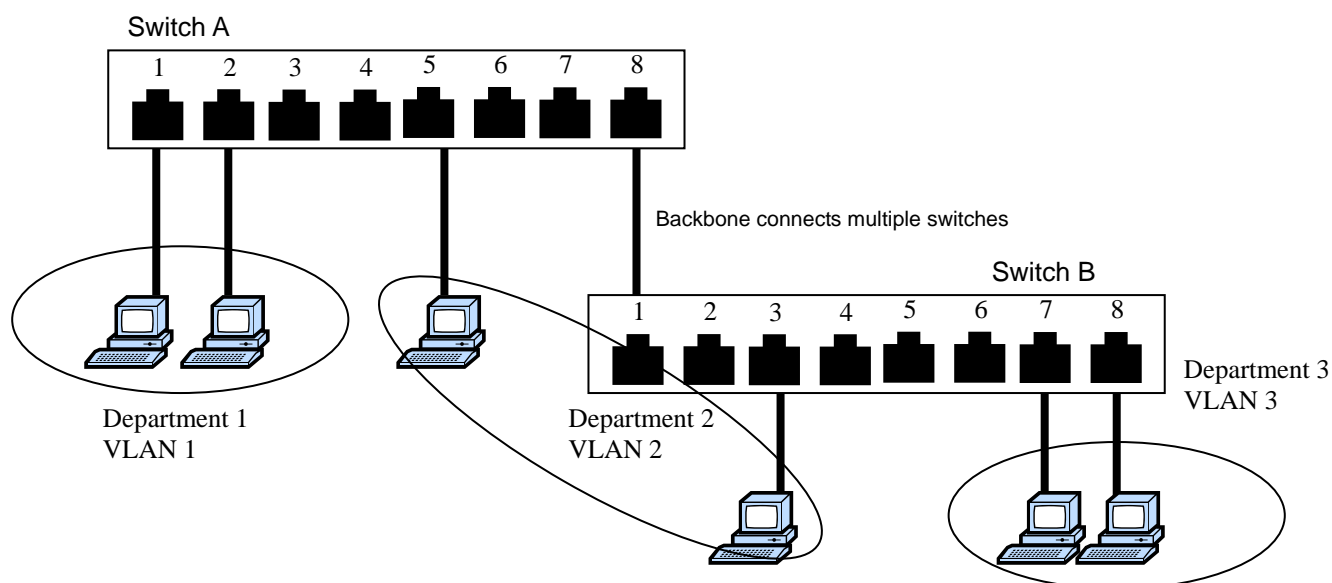 Switch A
1 2 3 4 5 6 7 8
Backbone connects multiple switches
Switch B
1 2 3 4 5 6 7 8
Department 1
VLAN 1
Department 2
VLAN 2
Department 3
VLAN 3